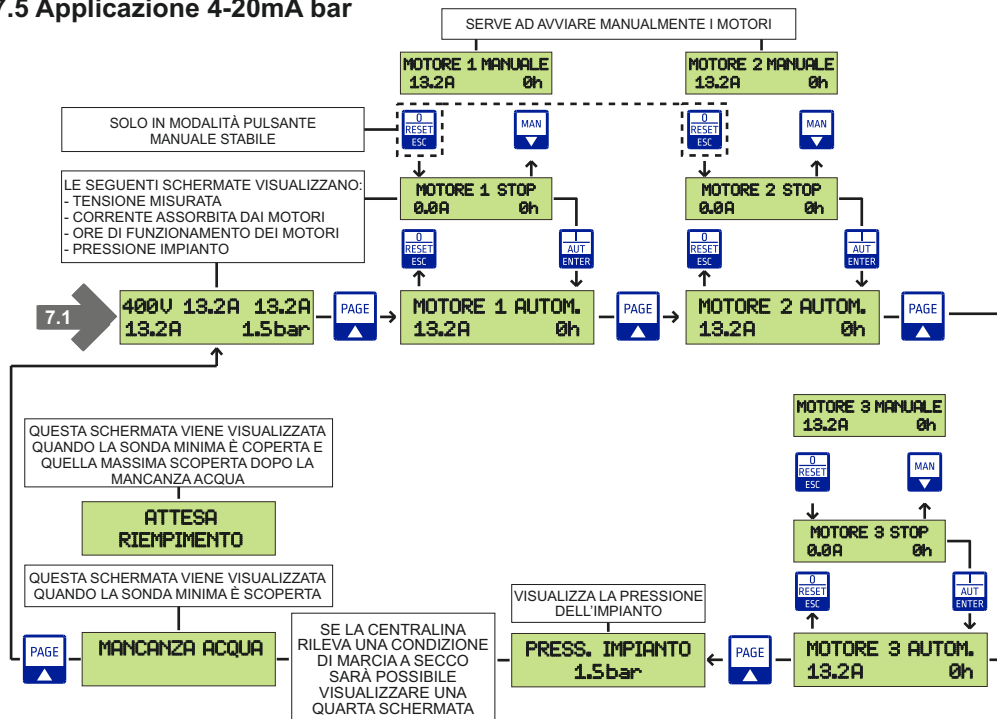 7.5 Applicazione 4-20mA bar
SERVE AD AVVIARE MANUALMENTE I MOTORI
MOTORE 1 MANUALE
13.2A 0h
MOTORE 2 MANUALE
13.2A 0h
SOLO IN MODALITÀ PULSANTE
MANUALE STABILE
0
RESET
ESC
MAN
0
RESET
ESC
MAN
LE SEGUENTI SCHERMATE VISUALIZZANO:
- TENSIONE MISURATA
- CORRENTE ASSORBITA DAI MOTORI
- ORE DI FUNZIONAMENTO DEI MOTORI
- PRESSIONE IMPIANTO
MOTORE 1 STOP
0.0A 0h
MOTORE 2 STOP
0.0A 0h
0
RESET
ESC
I
AUT
ENTER
0
RESET
ESC
I
AUT
ENTER
7.1
400V 13.2A 13.2A
13.2A 1.5bar
PAGE
MOTORE 1 AUTOM.
13.2A 0h
PAGE
MOTORE 2 AUTOM.
13.2A 0h
PAGE
MOTORE 3 MANUALE
13.2A 0h
0
RESET
ESC
MAN
MOTORE 3 STOP
0.0A 0h
0
RESET
ESC
I
AUT
ENTER
MOTORE 3 AUTOM.
13.2A 0h
PAGE
VISUALIZZA LA PRESSIONE
DELL'IMPIANTO
PRESS. IMPIANTO
1.5bar
SE LA CENTRALINA
RILEVA UNA CONDIZIONE
DI MARCIA A SECCO
SARÀ POSSIBILE
VISUALIZZARE UNA
QUARTA SCHERMATA
QUESTA SCHERMATA VIENE VISUALIZZATA
QUANDO LA SONDA MINIMA È COPERTA E
QUELLA MASSIMA SCOPERTA DOPO LA
MANCANZA ACQUA
ATTESA
RIEMPIMENTO
QUESTA SCHERMATA VIENE VISUALIZZATA
QUANDO LA SONDA MINIMA È SCOPERTA
MANCANZA ACQUA
PAGE